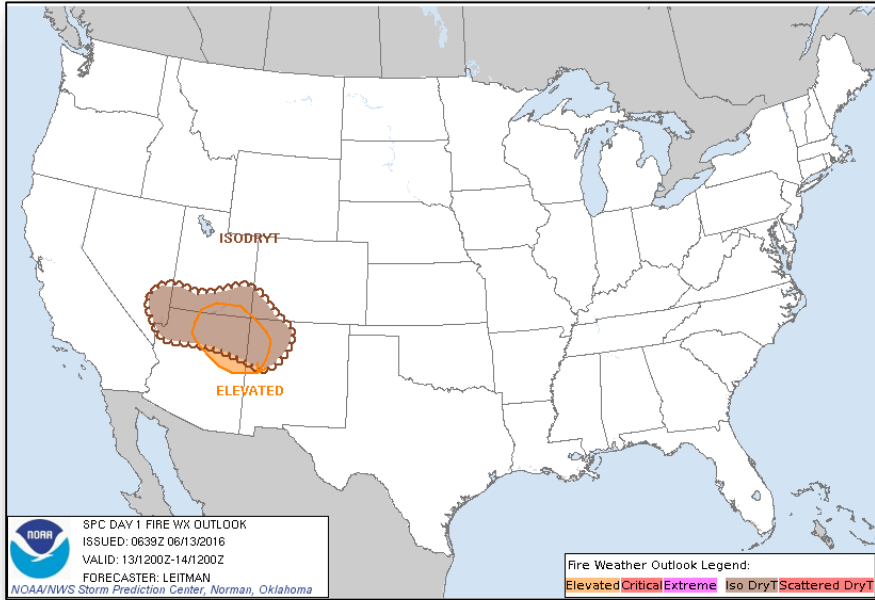 ISODRYT
ELEVATED
NOAA
SPC DAY 1 FIRE WX OUTLOOK
ISSUED: 0639Z 06/13/2016
VALID: 13/1200Z-14/1200Z
FORECASTER: LEITMAN
NOAA/NWS Storm Prediction Center, Norman, Oklahoma
Fire Weather Outlook Legend:
Elevated Critical Extreme Iso DryT Scattered DryT